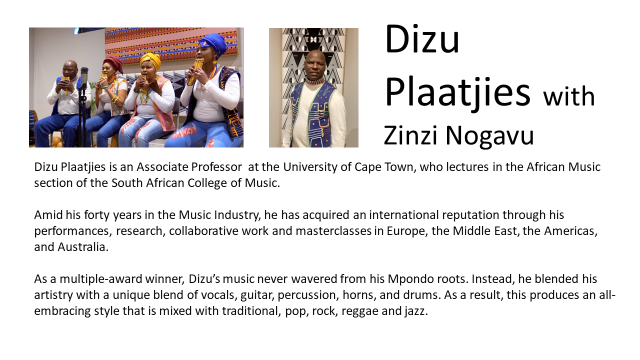 Dizu
Plaatjies with
Zinzi Nogavu
Dizu Plaatjies is an Associate Professor at the University of Cape Town, who lectures in the African Music
section of the South African College of Music.
Amid his forty years in the Music Industry, he has acquired an international reputation through his
performances, research, collaborative work and masterclasses in Europe, the Middle East, the Americas,
and Australia.
As a multiple-award winner, Dizu’s music never wavered from his Mpondo roots. Instead, he blended his
artistry with a unique blend of vocals, guitar, percussion, horns, and drums. As a result, this produces an all-
embracing style that is mixed with traditional, pop, rock, reggae and jazz.